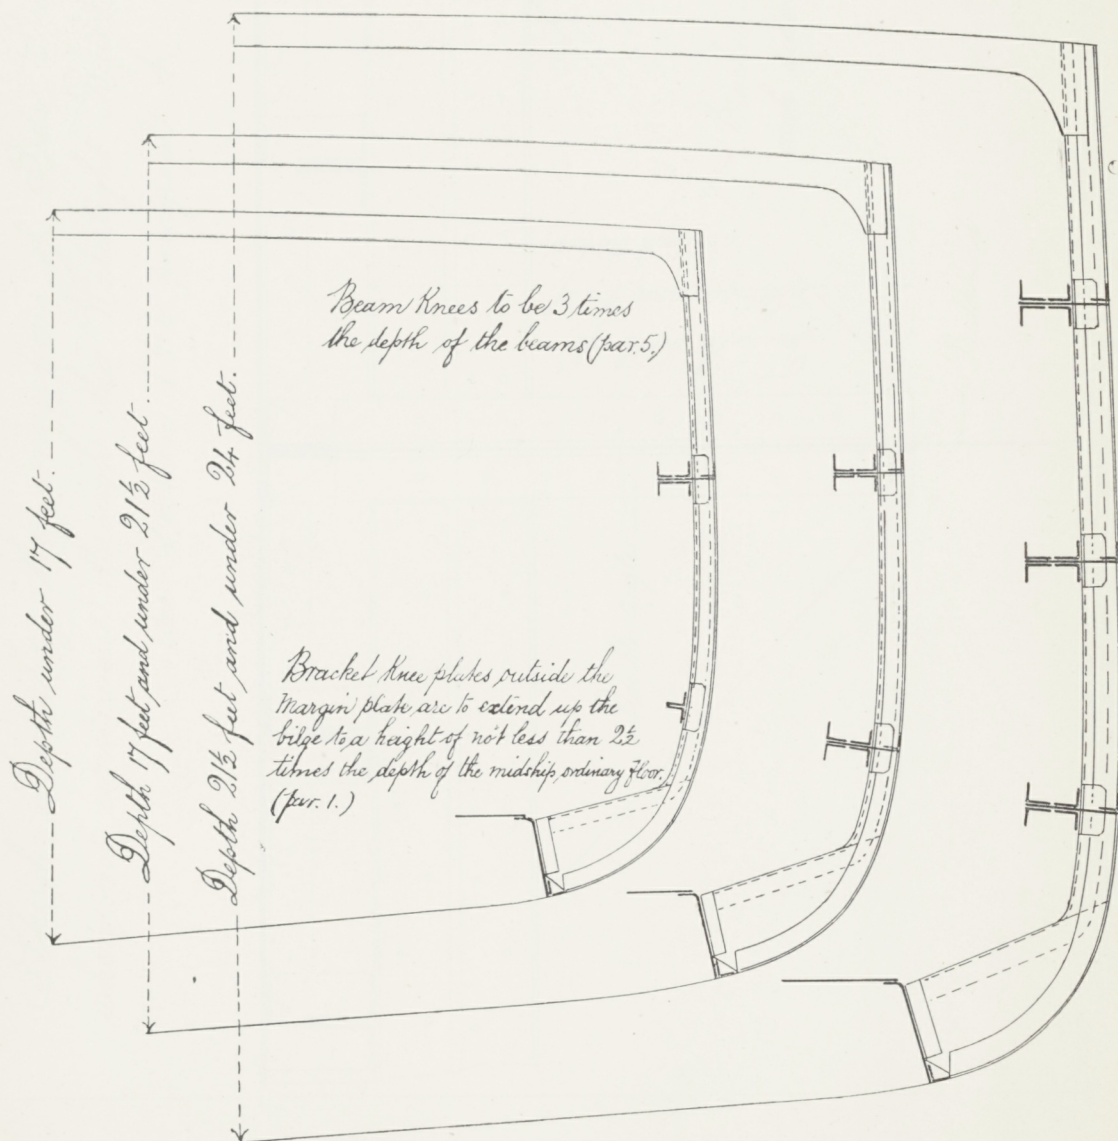 Depth under 17 feet.
Depth 17 feet and under 21½ feet
Depth 21½ feet and under 24 feet.
Beam Knees to be 3 times
the depth of the beams (par. 5.)
Bracket Knee plates outside the
Margin plate are to extend up the
bilge to a height of not less than 2½
times the depth of the midship ordinary floor.
(par. 1.)